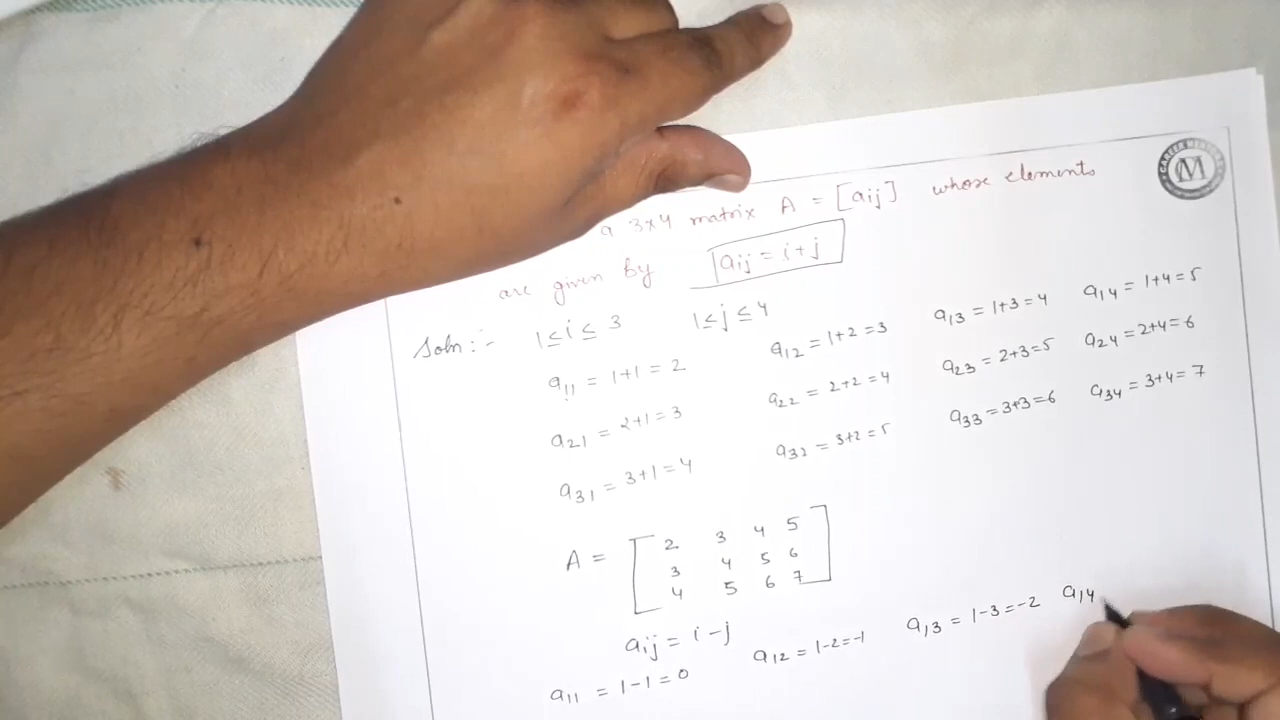 a 3x4 matrix A = [aij] whose elements
are given by aij = i+j
Soln:- 1≤i≤3 1≤j≤4
a11 = 1+1=2 a12 = 1+2=3 a13 = 1+3=4 a14 = 1+4=5
a21 = 2+1=3 a22 = 2+2=4 a23 = 2+3=5 a24 = 2+4=6
a31 = 3+1=4 a32 = 3+2=5 a33 = 3+3=6 a34 = 3+4=7
A = [2 3 4 5
3 4 5 6
4 5 6 7]
aij = i-j
a11 = 1-1=0 a12 = 1-2=-1 a13 = 1-3=-2 a14
M